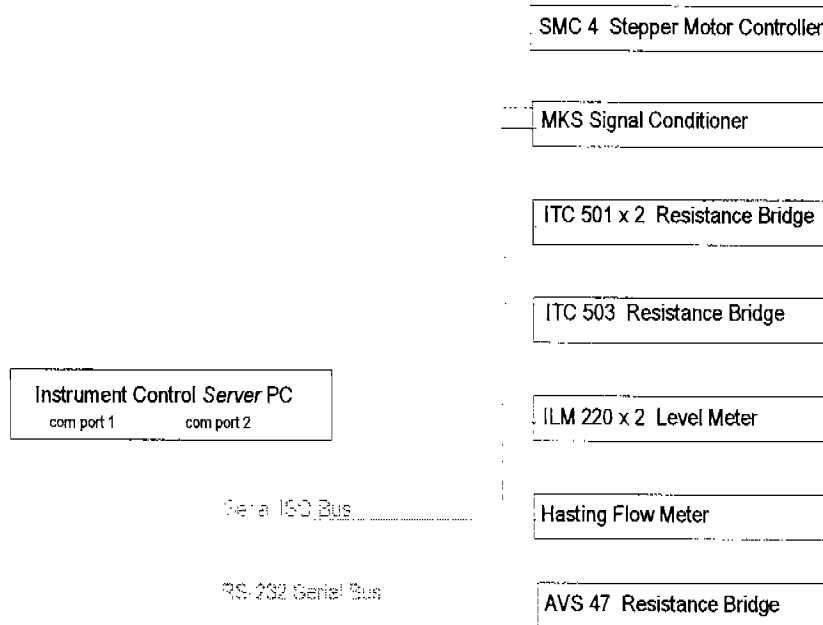 SMC 4 Stepper Motor Controller
MKS Signal Conditioner
ITC 501 x 2 Resistance Bridge
ITC 503 Resistance Bridge
Instrument Control Server PC
com port 1 com port 2
ILM 220 x 2 Level Meter
Bus
Hasting Flow Meter
RS-232 Serial Bus
AVS 47 Resistance Bridge